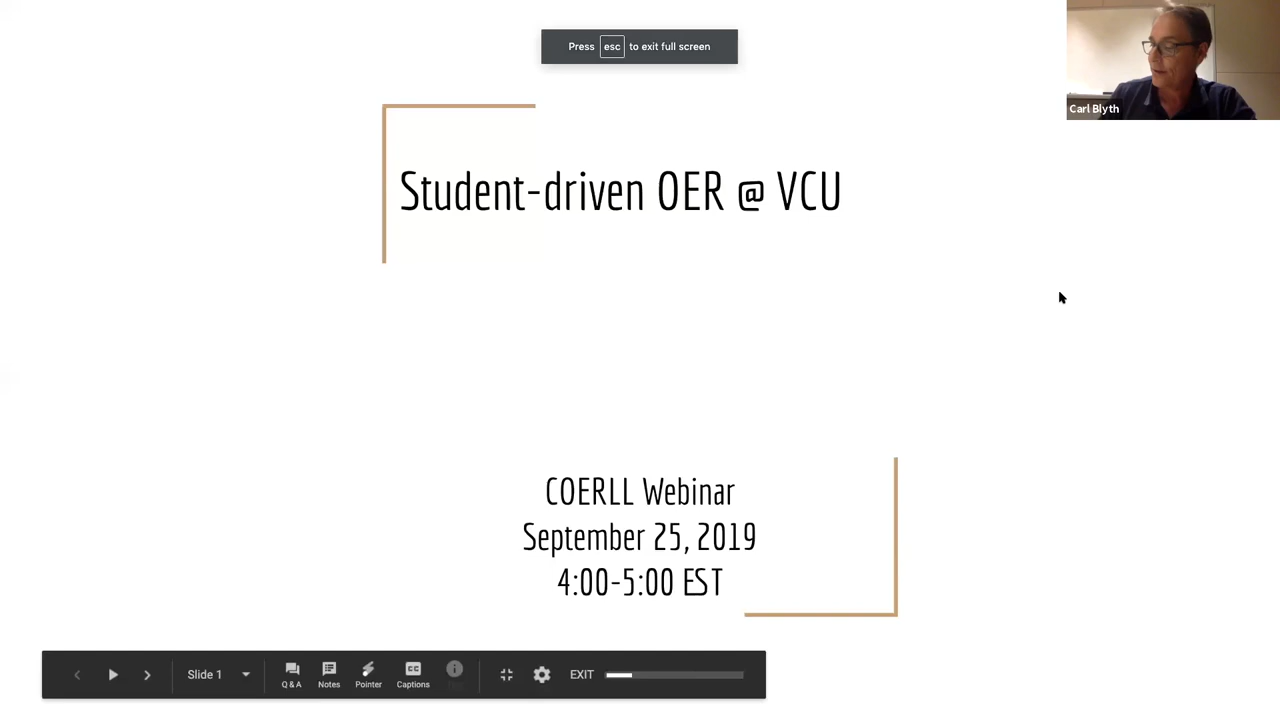 Press esc to exit full screen
Carl Blyth
Student-driven OER @ VCU
COERLL Webinar
September 25, 2019
4:00-5:00 EST
Slide 1
Q & A
Notes
Pointer
Captions
EXIT